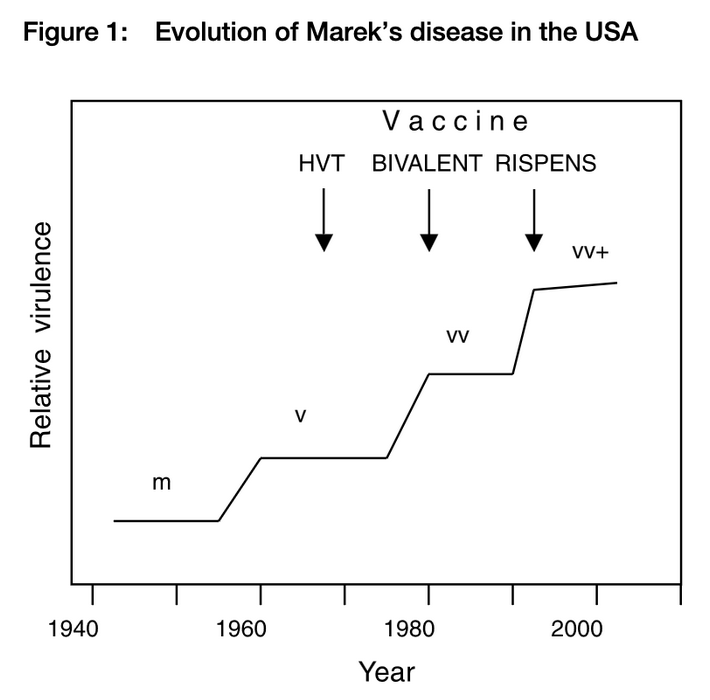 Figure 1: Evolution of Marek’s disease in the USA
Vaccine
HVT BIVALENT RISPENS
vv+
vv
v
m
Relative virulence
1940 1960 1980 2000
Year